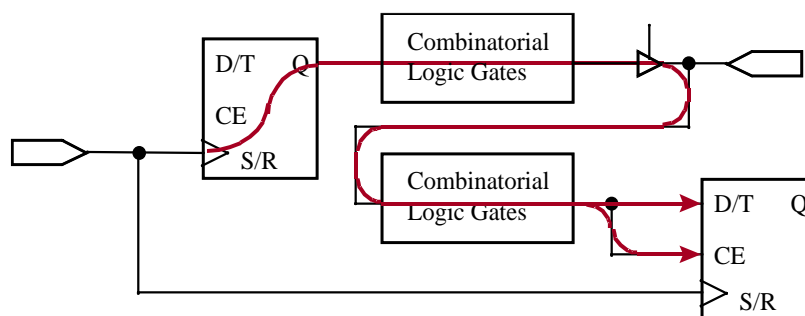 D/T Q
CE
S/R
Combinatorial
Logic Gates
Combinatorial
Logic Gates
D/T Q
CE
S/R